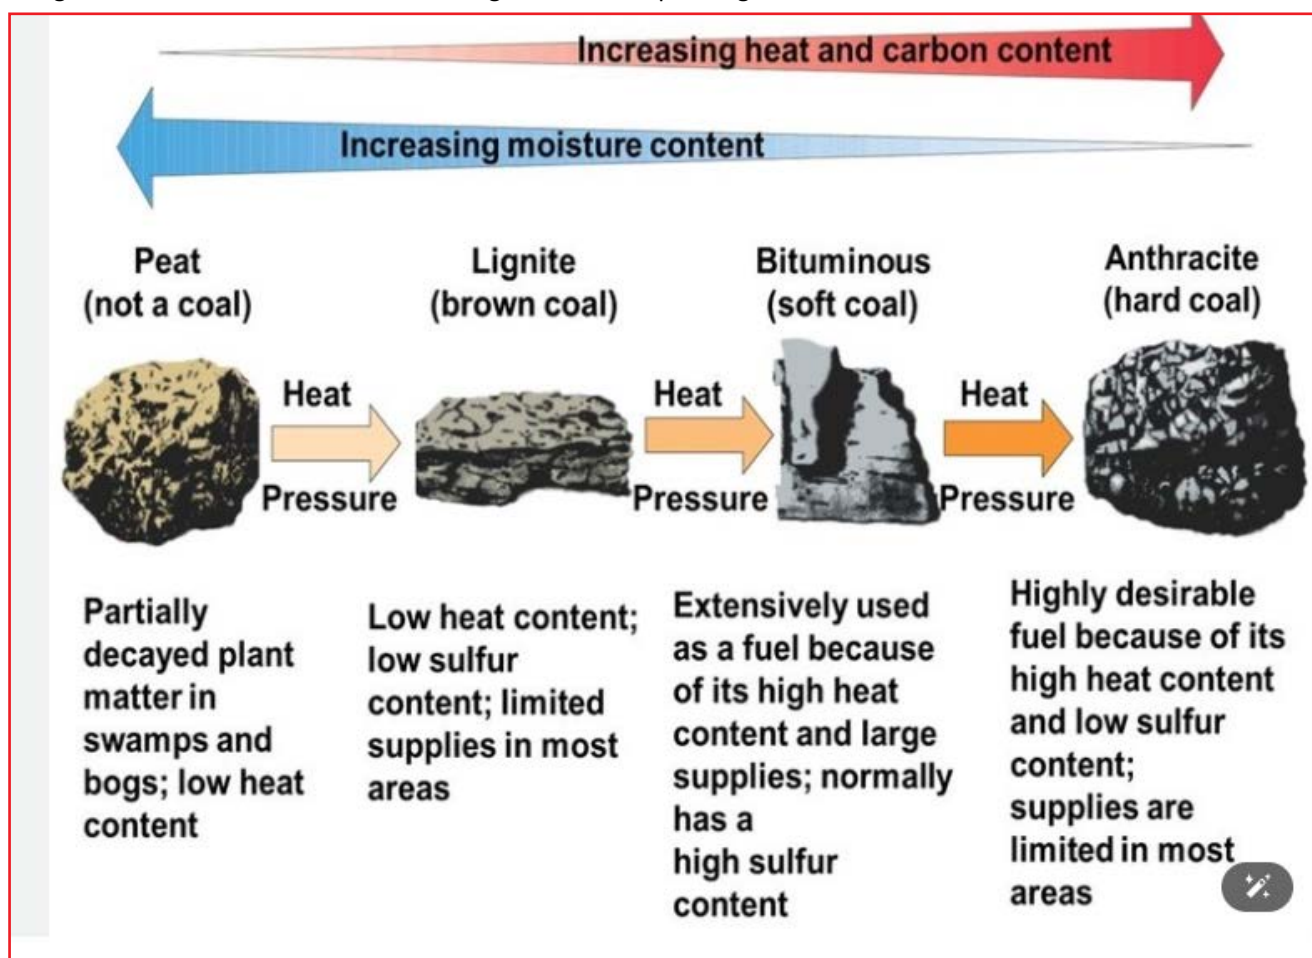 Increasing heat and carbon content
Increasing moisture content
Peat
(not a coal)
Lignite
(brown coal)
Bituminous
(soft coal)
Anthracite
(hard coal)
Heat
Pressure
Heat
Pressure
Heat
Pressure
Partially
decayed plant
matter in
swamps and
bogs; low heat
content
Low heat content;
low sulfur
content; limited
supplies in most
areas
Extensively used
as a fuel because
of its high heat
content and large
supplies; normally
has a
high sulfur
content
Highly desirable
fuel because of its
high heat content
and low sulfur
content;
supplies are
limited in most
areas